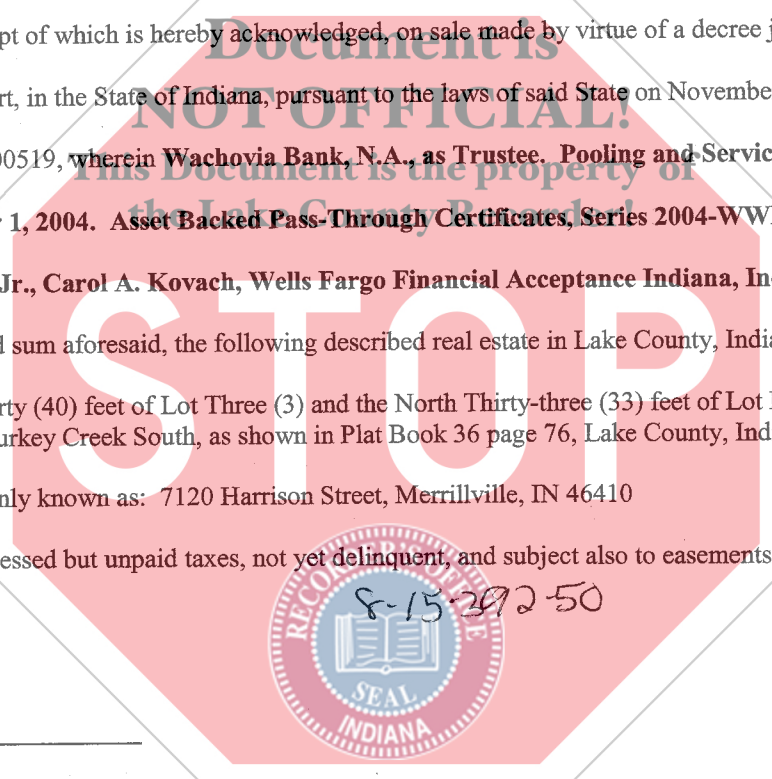 pt of which is hereby acknowledged, on sale made by virtue of a decree j
Document is
rt, in the State of Indiana, pursuant to the laws of said State on Novembe
NOT OFFICIAL!
00519, wherein Wachovia Bank, N.A., as Trustee. Pooling and Servic
This Document is the property of
1, 2004. Asset Backed Pass-Through Certificates, Series 2004-WW
the Lake County Recorder!
Jr., Carol A. Kovach, Wells Fargo Financial Acceptance Indiana, In
d sum aforesaid, the following described real estate in Lake County, India
rty (40) feet of Lot Three (3) and the North Thirty-three (33) feet of Lot
urkey Creek South, as shown in Plat Book 36 page 76, Lake County, Ind
STOP
nly known as: 7120 Harrison Street, Merrillville, IN 46410
essed but unpaid taxes, not yet delinquent, and subject also to easements
RECORDER'S OFFICE
8-15-392-50
SEAL
INDIANA